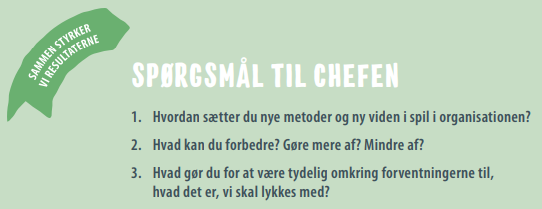 SAMMEN STYRKER
VI RESULTATERNE
SPØRGSMÅL TIL CHEFEN
1. Hvordan sætter du nye metoder og ny viden i spil i organisationen?
2. Hvad kan du forbedre? Gøre mere af? Mindre af?
3. Hvad gør du for at være tydelig omkring forventningerne til,
hvad det er, vi skal lykkes med?